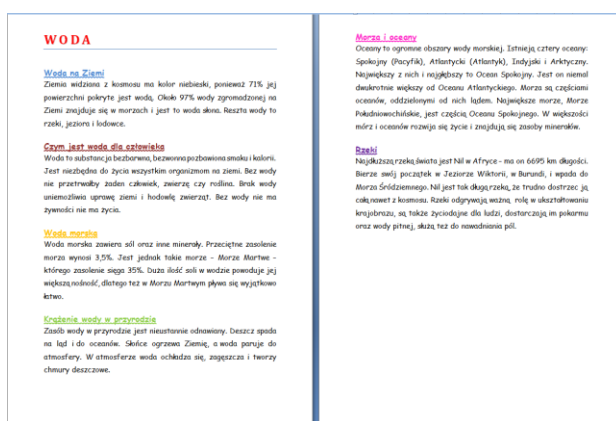 WODA
Woda na Ziemi
Ziemia widziana z kosmosu ma kolor niebieski, ponieważ 71% jej
powierzchni pokryte jest wodą. Około 97% wody zgromadzonej na
Ziemi znajduje się w morzach i jest to woda słona. Reszta wody to
rzeki, jeziora i lodowce.
Czym jest woda dla człowieka
Woda to substancja bezbarwna, bezwonna pozbawiona smaku i kalorii.
Jest niezbędna do życia wszystkim organizmom na ziemi. Bez wody
nie przetrwałby żaden człowiek, zwierzę czy roślina. Brak wody
uniemożliwia uprawę ziemi i hodowlę zwierząt. Bez wody nie ma
żywności nie ma życia.
Woda morska
Woda morska zawiera sól oraz inne minerały. Przeciętne zasolenie
morza wynosi 3,5%. Jest jednak takie morze – Morze Martwe –
którego zasolenie sięga 35%. Duża ilość soli w wodzie powoduje jej
większą nośność, dlatego też w Morzu Martwym pływa się wyjątkowo
łatwo.
Krążenie wody w przyrodzie
Zasób wody w przyrodzie jest nieustannie odnawiany. Deszcz spada
na ląd i do oceanów. Słońce ogrzewa Ziemię, a woda paruje do
atmosfery. W atmosferze woda ochładza się, zagęszcza i tworzy
chmury deszczowe.
Morza i oceany
Oceany to ogromne obszary wody morskiej. Istnieją cztery oceany:
Spokojny (Pacyfik), Atlantycki (Atlantyk), Indyjski i Arktyczny.
Największy z nich i najgłębszy to Ocean Spokojny. Jest on niemal
dwukrotnie większy od Oceanu Atlantyckiego. Morza są częściami
oceanów, oddzielonymi od nich lądem. Największe morze, Morze
Południowochińskie, jest częścią Oceanu Spokojnego. W większości
mórz i oceanów rozwija się życie i znajdują się zasoby minerałów.
Rzeki
Najdłuższą rzeką świata jest Nil w Afryce – ma on 6695 km długości.
Bierze swój początek w Jeziorze Wiktorii, w Burundi, i wpada do
Morza Śródziemnego. Nil jest tak długą rzeką, że trudno dostrzec ją
całą nawet z kosmosu. Rzeki odgrywają ważną rolę w ukształtowaniu
krajobrazu, są także życiodajne dla ludzi, dostarczają im pokarmu
oraz wody pitnej, służą też do nawadniania pól.